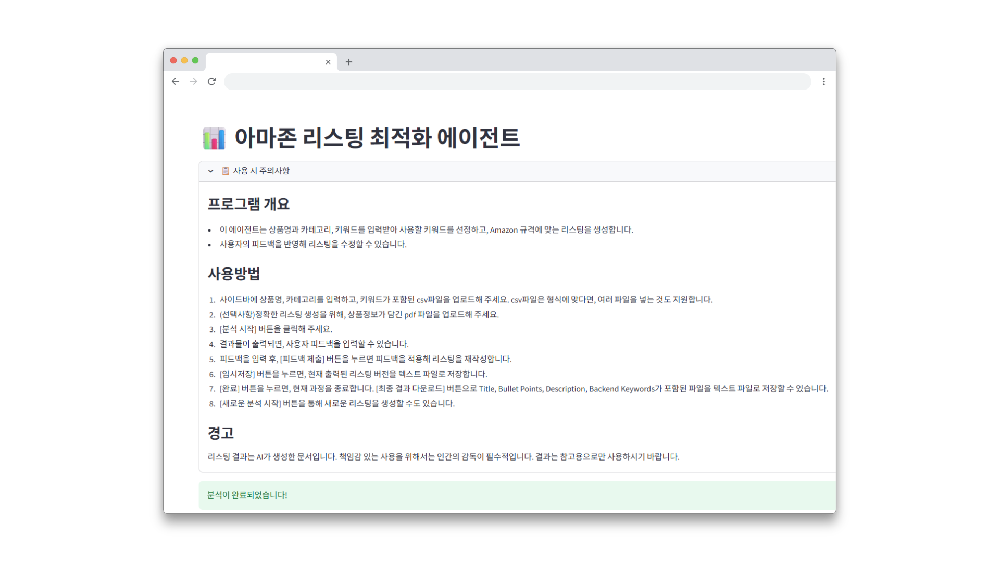 아마존 리스팅 최적화 에이전트
사용 시 주의사항
프로그램 개요
• 이 에이전트는 상품명과 카테고리, 키워드를 입력받아 사용할 키워드를 선정하고, Amazon 규격에 맞는 리스팅을 생성합니다.
• 사용자의 피드백을 반영해 리스팅을 수정할 수 있습니다.
사용방법
1. 사이드바에 상품명, 카테고리를 입력하고, 키워드가 포함된 csv파일을 업로드해 주세요. csv파일은 형식에 맞다면, 여러 파일을 넣는 것도 지원합니다.
2. (선택사항)정확한 리스팅 생성을 위해, 상품정보가 담긴 pdf 파일을 업로드해 주세요.
3. [분석 시작] 버튼을 클릭해 주세요.
4. 결과물이 출력되면, 사용자 피드백을 입력할 수 있습니다.
5. 피드백을 입력 후, [피드백 제출] 버튼을 누르면 피드백을 적용해 리스팅을 재작성합니다.
6. [임시저장] 버튼을 누르면, 현재 출력된 리스팅 버전을 텍스트 파일로 저장합니다.
7. [완료] 버튼을 누르면, 현재 과정을 종료합니다. [최종 결과 다운로드] 버튼으로 Title, Bullet Points, Description, Backend Keywords가 포함된 파일을 텍스트 파일로 저장할 수 있습니다.
8. [새로운 분석 시작] 버튼을 통해 새로운 리스팅을 생성할 수도 있습니다.
경고
리스팅 결과는 AI가 생성한 문서입니다. 책임감 있는 사용을 위해서는 인간의 감독이 필수적입니다. 결과는 참고용으로만 사용하시기 바랍니다.
분석이 완료되었습니다!